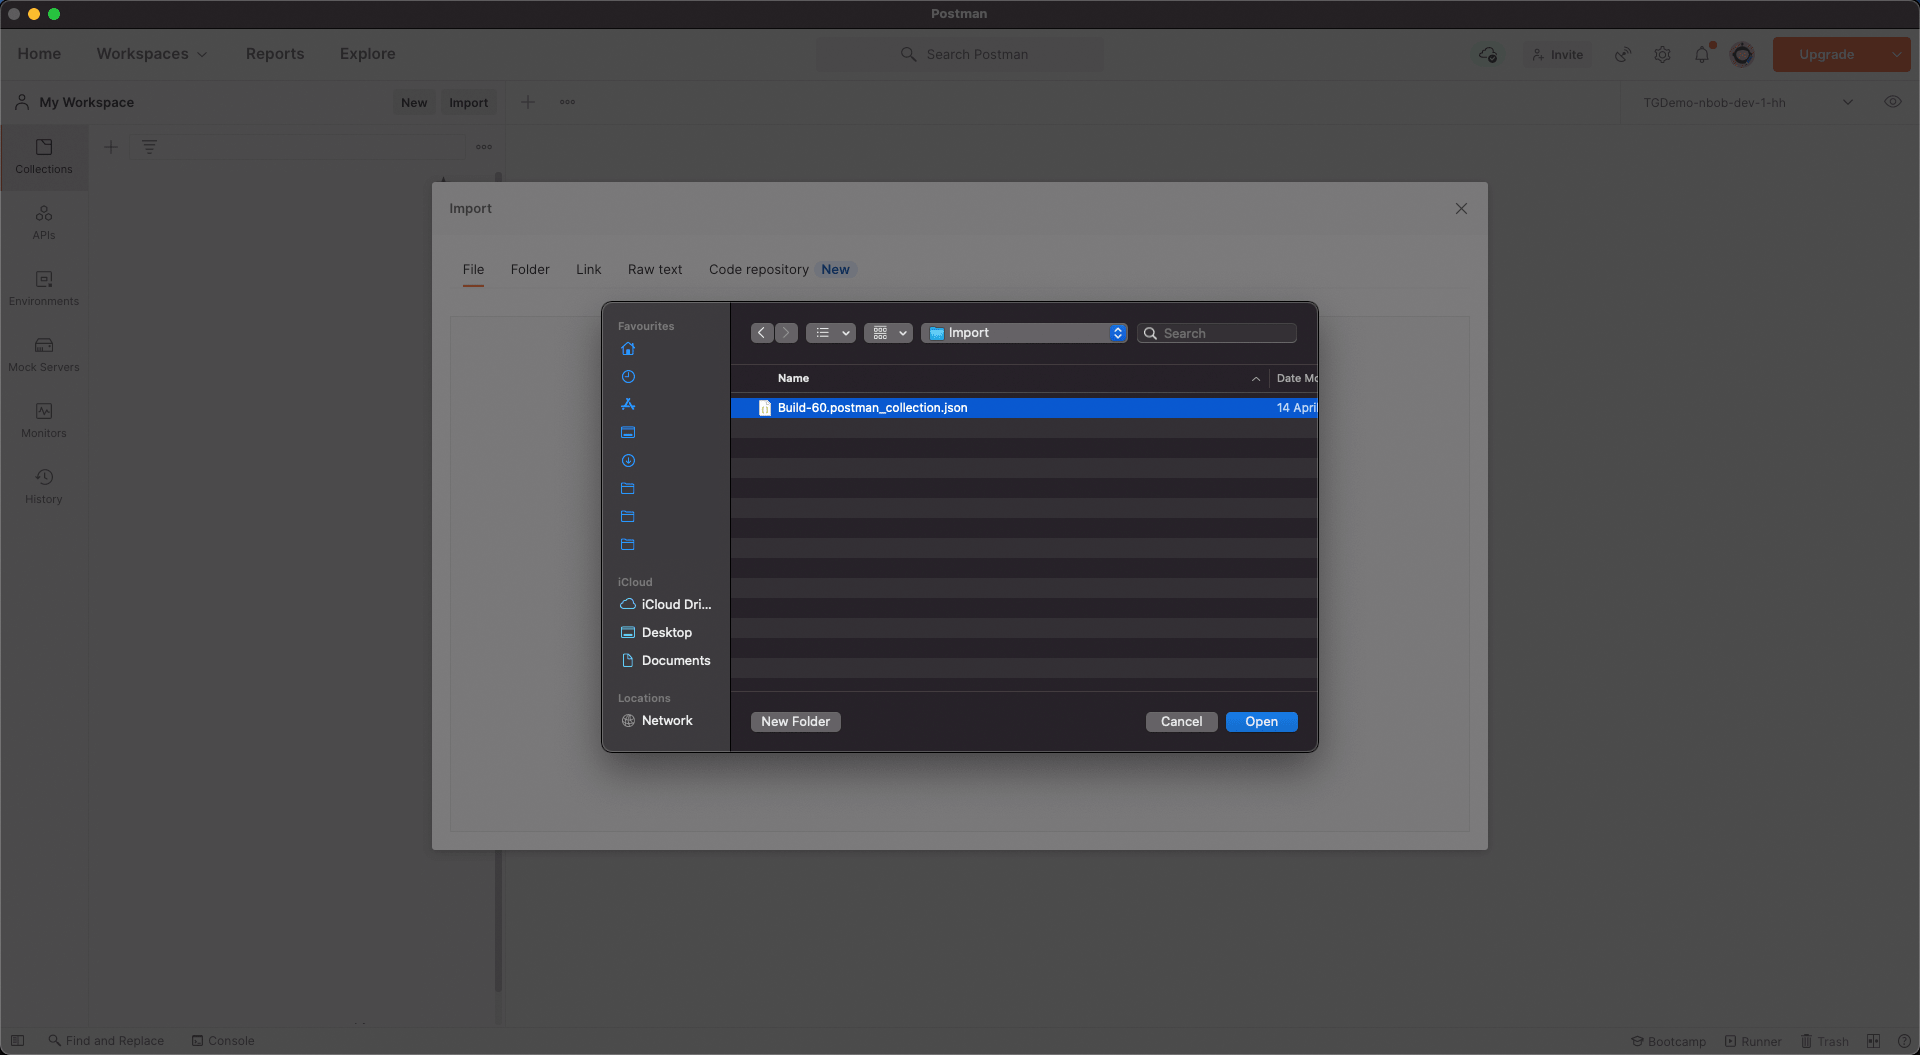 Postman
Home Workspaces Reports Explore Search Postman Invite Upgrade
My Workspace New Import TGDemo-nbob-dev-1-hh
Collections
APIs
Environments
Mock Servers
Monitors
History
Import
File Folder Link Raw text Code repository New
Favourites
Import Search
Name Date Mo
Build-60.postman_collection.json 14 April
iCloud
iCloud Dri...
Desktop
Documents
Locations
Network
New Folder Cancel Open
Find and Replace Console Bootcamp Runner Trash